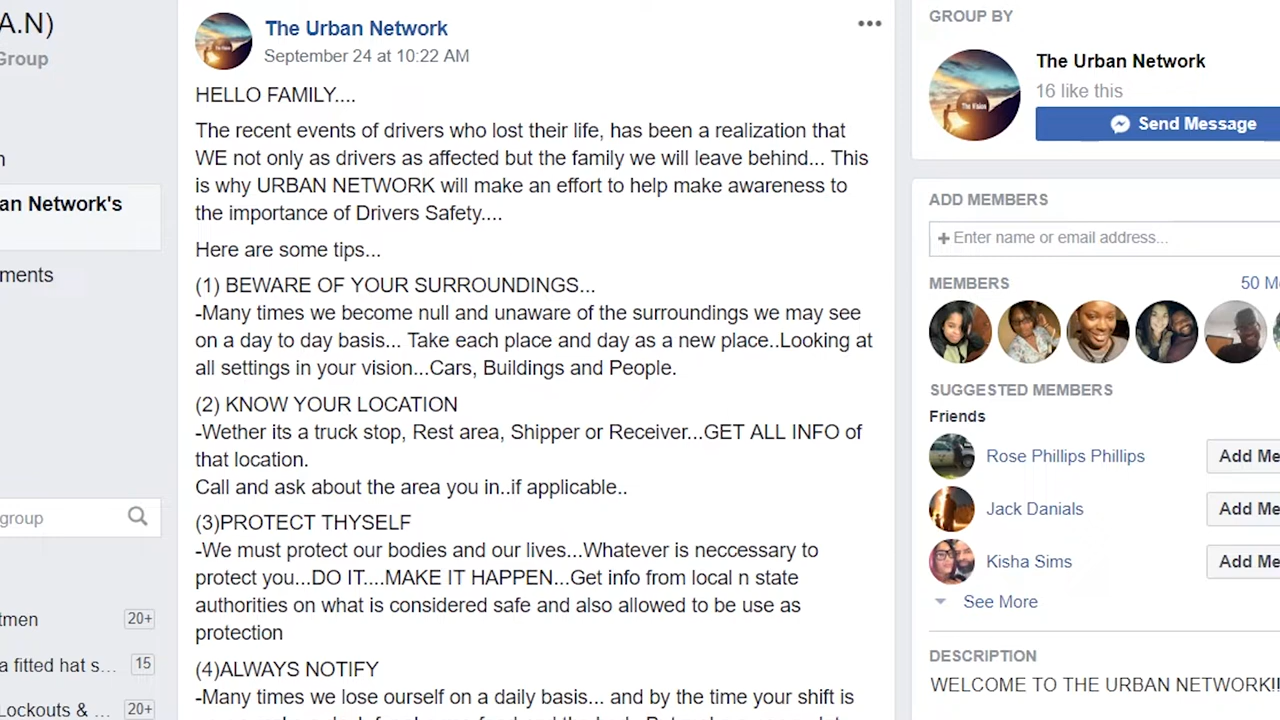 A.N)
Group
an Network's
group
20+
a fitted hat s...
15
Lockouts & ...
20+
The Urban Network
September 24 at 10:22 AM
HELLO FAMILY....
The recent events of drivers who lost their life, has been a realization that
WE not only as drivers as affected but the family we will leave behind... This
is why URBAN NETWORK will make an effort to help make awareness to
the importance of Drivers Safety....
Here are some tips...
(1) BEWARE OF YOUR SURROUNDINGS...
-Many times we become null and unaware of the surroundings we may see
on a day to day basis... Take each place and day as a new place..Looking at
all settings in your vision...Cars, Buildings and People.
(2) KNOW YOUR LOCATION
-Wether its a truck stop, Rest area, Shipper or Receiver...GET ALL INFO of
that location.
Call and ask about the area you in..if applicable..
(3)PROTECT THYSELF
-We must protect our bodies and our lives...Whatever is neccessary to
protect you...DO IT....MAKE IT HAPPEN...Get info from local n state
authorities on what is considered safe and also allowed to be use as
protection
(4)ALWAYS NOTIFY
-Many times we lose ourself on a daily basis... and by the time your shift is
GROUP BY
The Vision
The Urban Network
16 like this
Send Message
ADD MEMBERS
+ Enter name or email address...
MEMBERS
50
SUGGESTED MEMBERS
Friends
Rose Phillips Phillips
Add Me
Jack Danials
Add Me
Kisha Sims
Add Me
See More
DESCRIPTION
WELCOME TO THE URBAN NETWORK!!